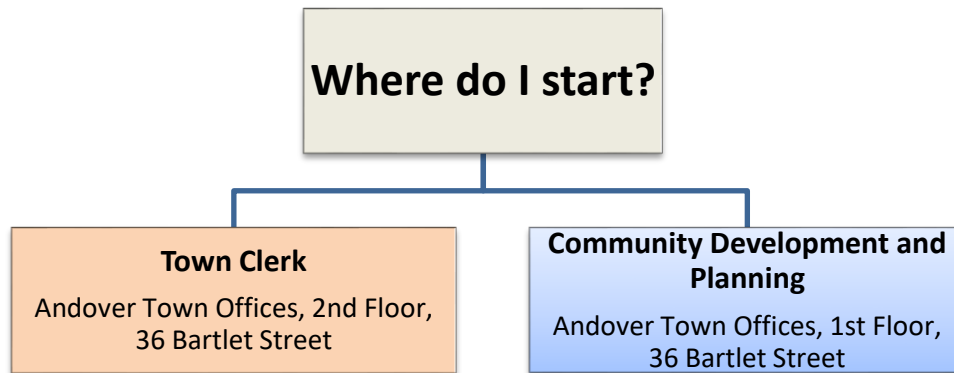 Where do I start?
Town Clerk
Andover Town Offices, 2nd Floor,
36 Bartlet Street
Community Development and
Planning
Andover Town Offices, 1st Floor,
36 Bartlet Street